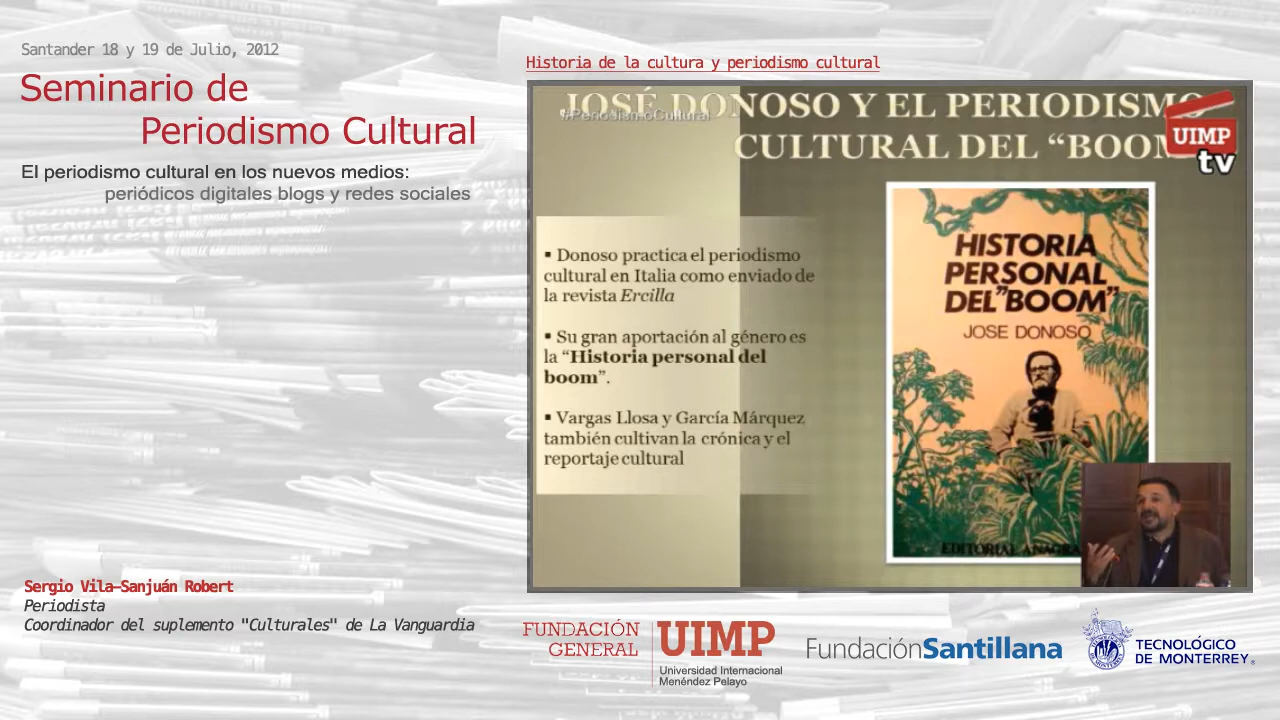 Santander 18 y 19 de Julio, 2012
Seminario de
Periodismo Cultural
El periodismo cultural en los nuevos medios:
periódicos digitales blogs y redes sociales
Historia de la cultura y periodismo cultural
JOSÉ DONOSO Y EL PERIODISMO
#PeriodismoCultural
CULTURAL DEL “BOOM
UIMP
tv
▪ Donoso practica el periodismo
cultural en Italia como enviado de
la revista Ercilla
▪ Su gran aportación al género es
la “Historia personal del
boom”.
▪ Vargas Llosa y García Márquez
también cultivan la crónica y el
reportaje cultural
HISTORIA
PERSONAL
DEL"BOOM"
JOSE DONOSO
EDITORIAL ANAGRA
Sergio Vila-Sanjuán Robert
Periodista
Coordinador del suplemento "Culturales" de La Vanguardia
FUNDACIÓN
GENERAL
UIMP
Universidad Internacional
Menéndez Pelayo
FundaciónSantillana
TECNOLÓGICO
DE MONTERREY®